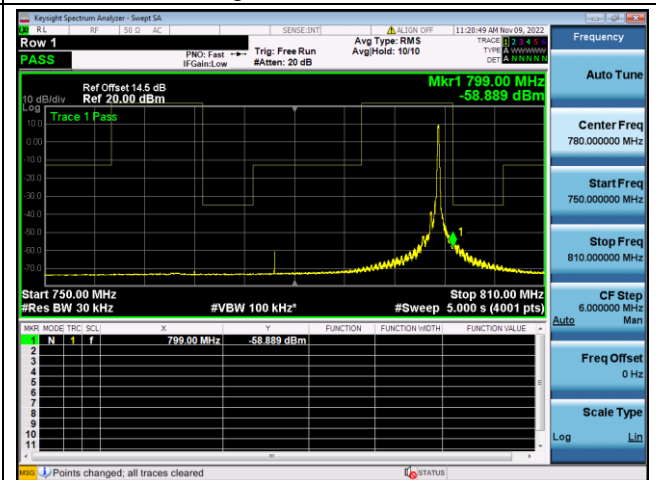 Keysight Spectrum Analyzer - Swept SA
RL RF 50 Ω AC SENSE:INT ALIGN OFF 11:20:49 AM Nov 09, 2022
Row 1
PASS
PNO: Fast
IFGain:Low
Trig: Free Run
#Atten: 20 dB
Avg Type: RMS
Avg|Hold: 10/10
TRACE 1 2 3 4 5 6
TYPE A WWWWW
DET A N N N N N
Frequency
Auto Tune
Center Freq
780.000000 MHz
Start Freq
750.000000 MHz
Stop Freq
810.000000 MHz
CF Step
6.000000 MHz
Auto Man
Freq Offset
0 Hz
Scale Type
Log Lin
Ref Offset 14.5 dB
10 dB/div Ref 20.00 dBm
Log
Mkr1 799.00 MHz
-58.889 dBm
Trace 1 Pass
10.0
0.00
-10.0
-20.0
-30.0
-40.0
-50.0
-60.0
-70.0
1
Start 750.00 MHz Stop 810.00 MHz
#Res BW 30 kHz #VBW 100 kHz* #Sweep 5.000 s (4001 pts)
MKR MODE TRC SCL X Y FUNCTION FUNCTION WIDTH FUNCTION VALUE
1 N 1 f 799.00 MHz -58.889 dBm
2
3
4
5
6
7
8
9
10
11
MSG Points changed; all traces cleared STATUS